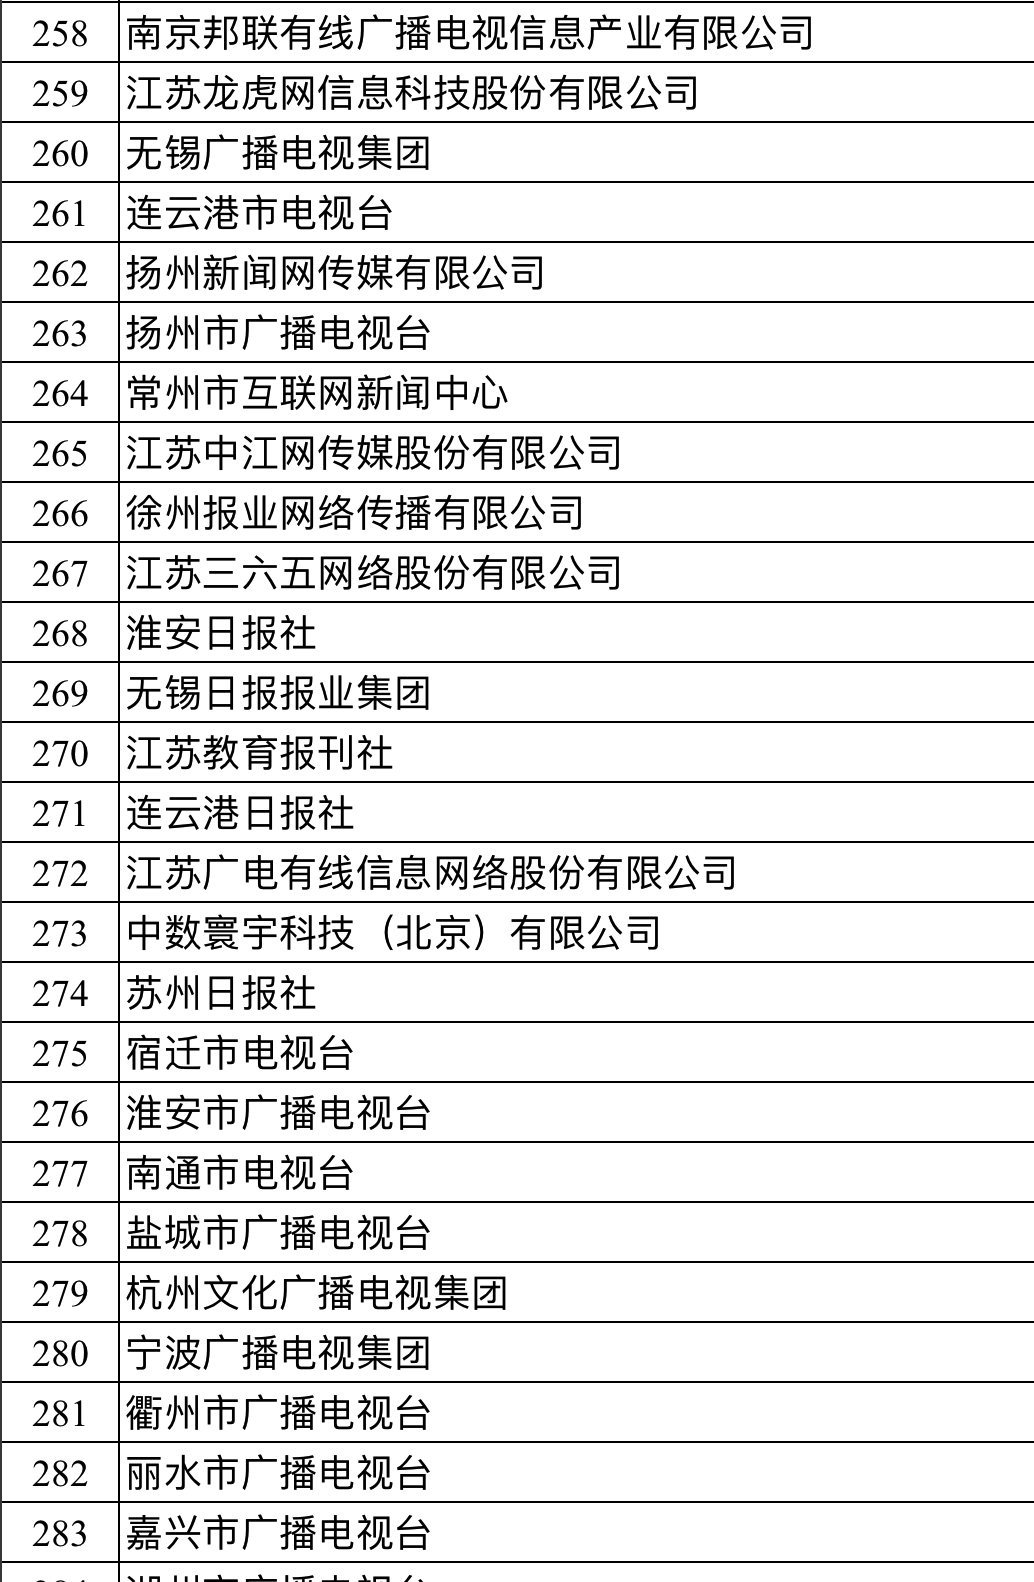 258 南京邦联有线广播电视信息产业有限公司
259 江苏龙虎网信息科技股份有限公司
260 无锡广播电视集团
261 连云港市电视台
262 扬州新闻网传媒有限公司
263 扬州市广播电视台
264 常州市互联网新闻中心
265 江苏中江网传媒股份有限公司
266 徐州报业网络传播有限公司
267 江苏三六五网络股份有限公司
268 淮安日报社
269 无锡日报报业集团
270 江苏教育报刊社
271 连云港日报社
272 江苏广电有线信息网络股份有限公司
273 中数寰宇科技（北京）有限公司
274 苏州日报社
275 宿迁市电视台
276 淮安市广播电视台
277 南通市电视台
278 盐城市广播电视台
279 杭州文化广播电视集团
280 宁波广播电视集团
281 衢州市广播电视台
282 丽水市广播电视台
283 嘉兴市广播电视台